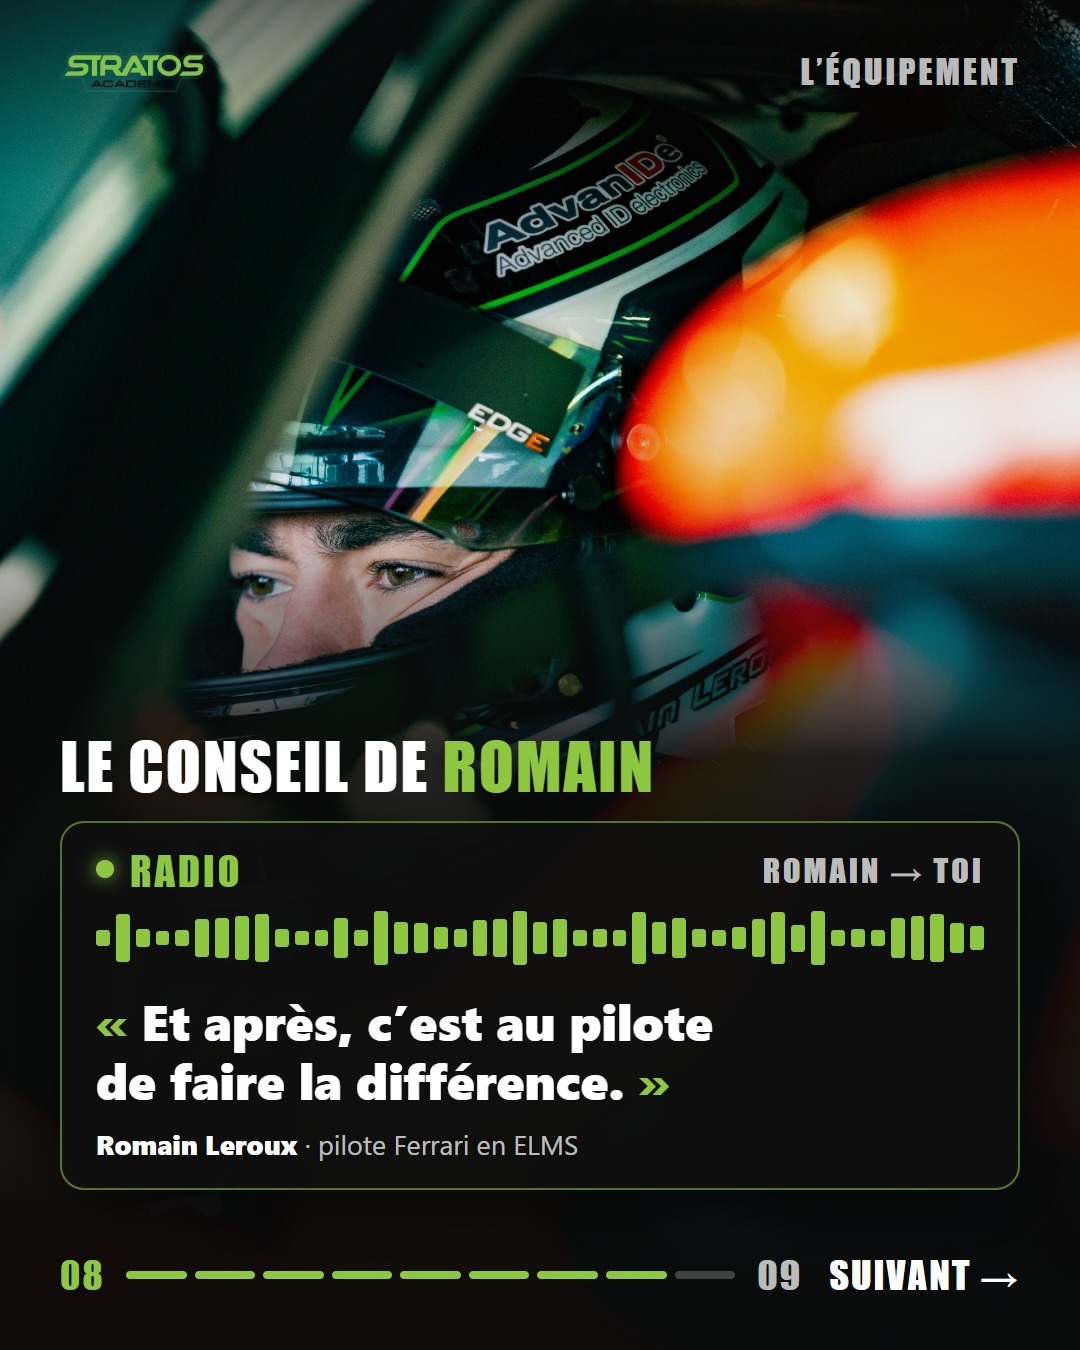 STRATOS
ACADEMIE
L'ÉQUIPEMENT
AdvanIDe
Advanced ID electronics
EDGE
LERO
LE CONSEIL DE ROMAIN
RADIO
ROMAIN → TOI
« Et après, c´est au pilote
de faire la différence. »
Romain Leroux · pilote Ferrari en ELMS
08
09 SUIVANT →